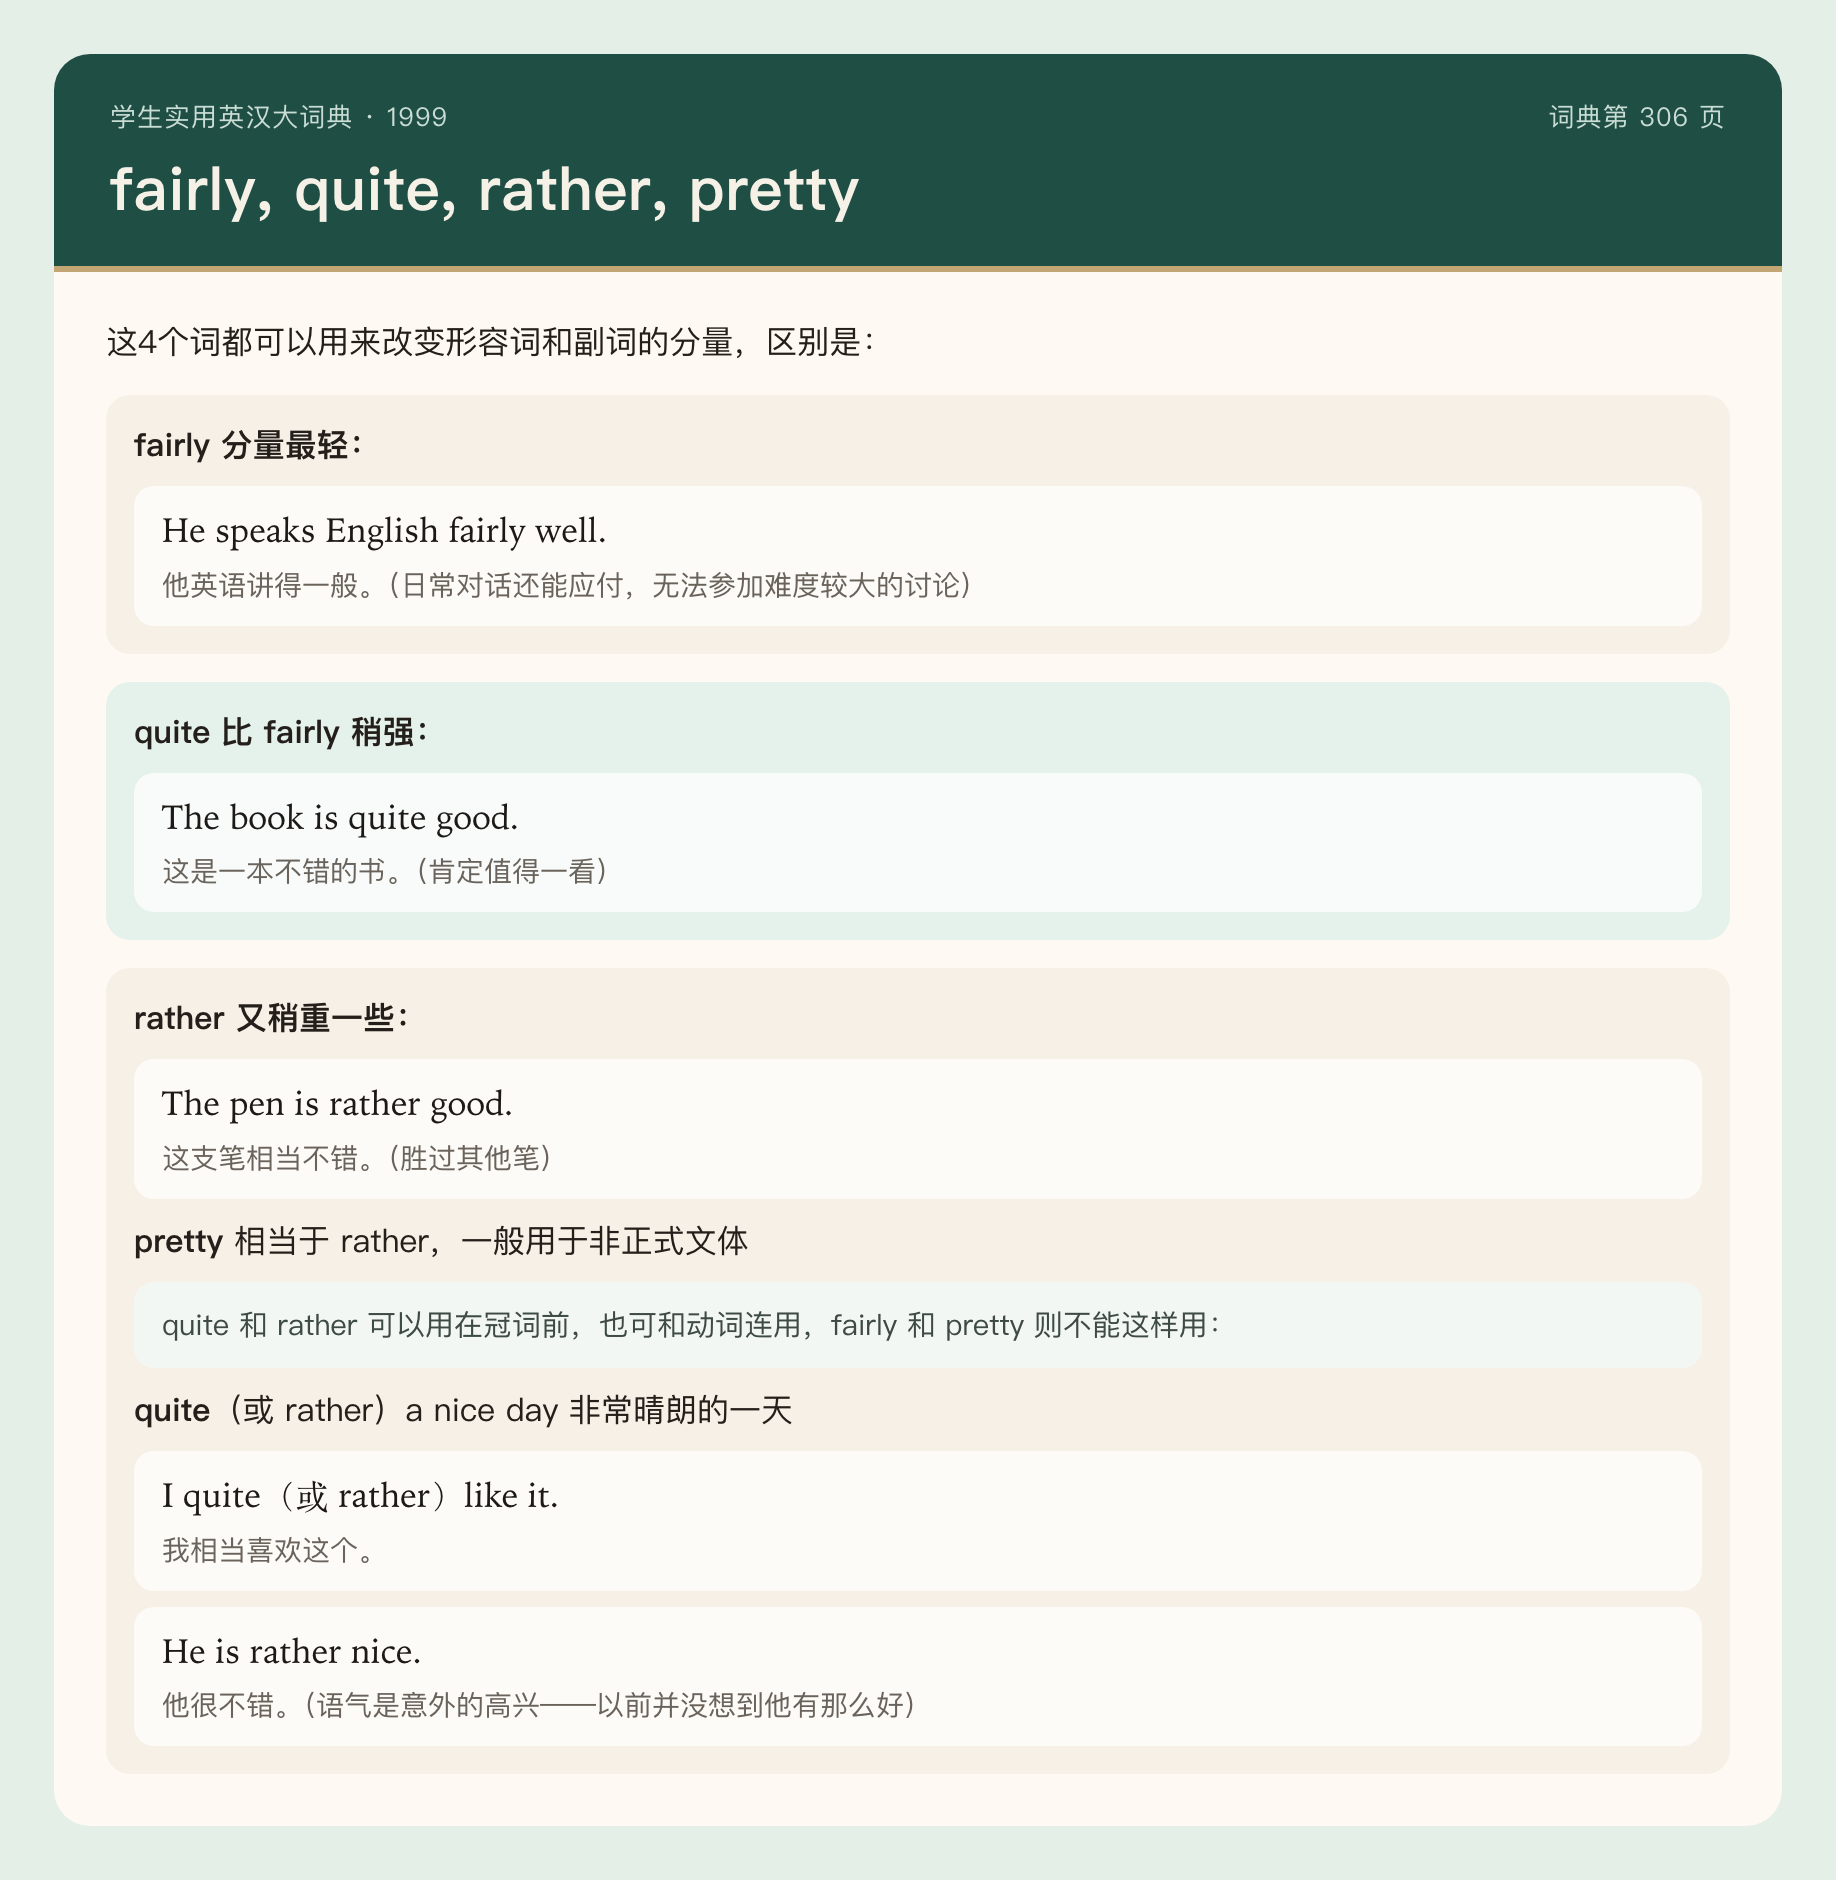 学生实用英汉大词典 · 1999
词典第 306 页
fairly, quite, rather, pretty
这4个词都可以用来改变形容词和副词的分量，区别是：
fairly 分量最轻：
He speaks English fairly well.
他英语讲得一般。（日常对话还能应付，无法参加难度较大的讨论）
quite 比 fairly 稍强：
The book is quite good.
这是一本不错的书。（肯定值得一看）
rather 又稍重一些：
The pen is rather good.
这支笔相当不错。（胜过其他笔）
pretty 相当于 rather，一般用于非正式文体
quite 和 rather 可以用在冠词前，也可和动词连用，fairly 和 pretty 则不能这样用：
quite（或 rather）a nice day 非常晴朗的一天
I quite（或 rather）like it.
我相当喜欢这个。
He is rather nice.
他很不错。（语气是意外的高兴——以前并没想到他有那么好）